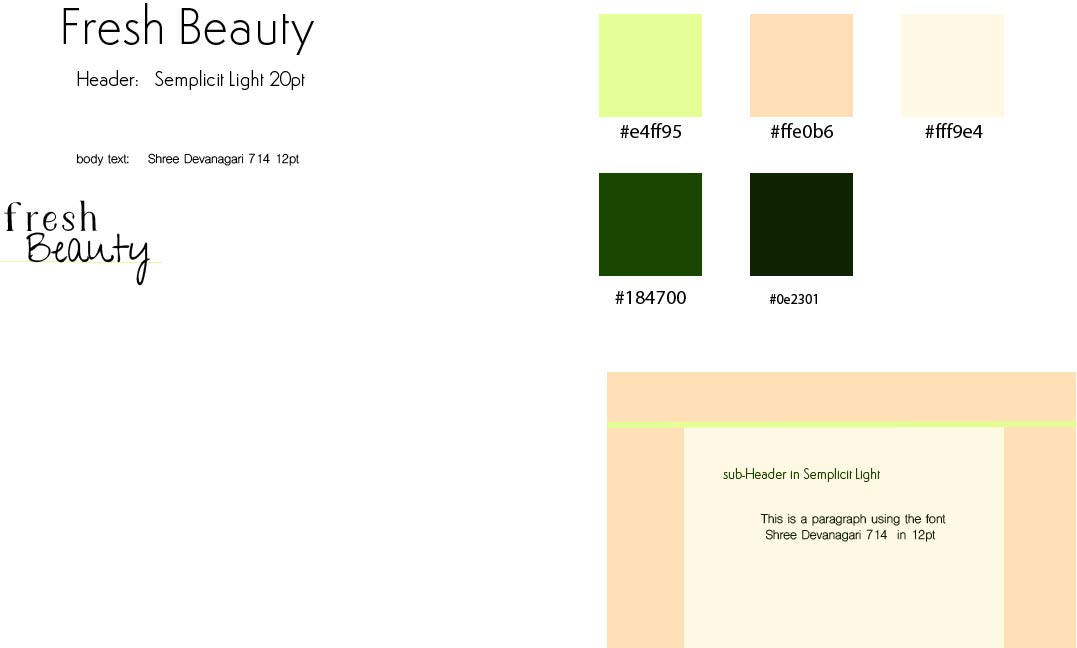 Fresh Beauty
Header: Semplicit Light 20pt
body text: Shree Devanagari 714 12pt
fresh
Beauty
#e4ff95
#ffe0b6
#fff9e4
#184700
#0e2301
sub-Header in Semplicit Light
This is a paragraph using the font
Shree Devanagari 714 in 12pt